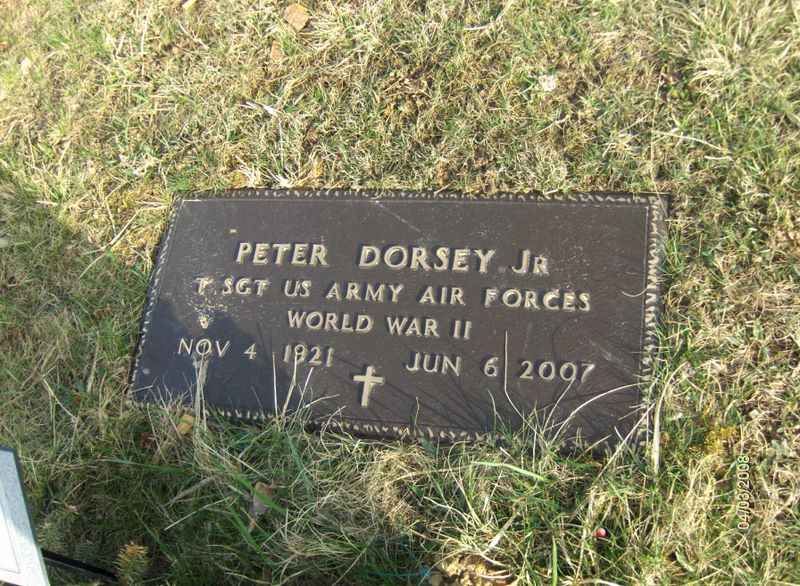 PETER DORSEY JR
T SGT US ARMY AIR FORCES
WORLD WAR II
NOV 4 1921 JUN 6 2007